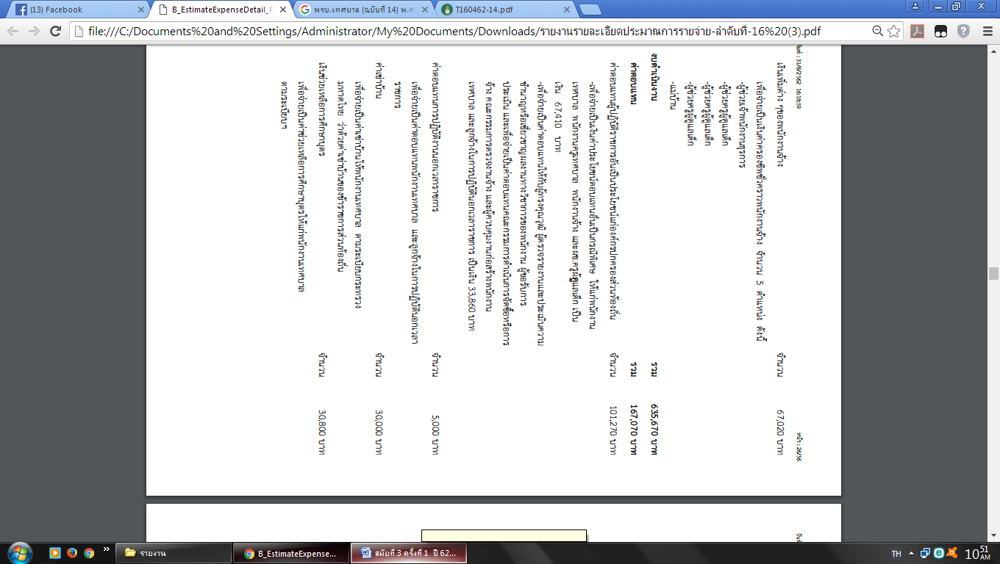 (13) Facebook
B_EstimateExpenseDetail_F
พรบ.เทศบาล (ฉบับที่ 14) พ.ศ
T160462-14.pdf
file:///C:/Documents%20and%20Settings/Administrator/My%20Documents/Downloads/รายงานรายละเอียดประมาณการรายจ่าย-ลำดับที่-16%20(3).pdf
พิมพ์ : 31/8/2562 16:18:59
หน้า : 26/56
เงินเพิ่มต่าง ๆของพนักงานจ้าง จำนวน 67,020 บาท
เพื่อจ่ายเป็นเงินค่าครองชีพชั่วคราวพนักงานจ้าง จำนวน 5 ตำแหน่ง ดังนี้
-ผู้ช่วยเจ้าพนักงานธุรการ
-ผู้ช่วยครูผู้ดูแลเด็ก
-ผู้ช่วยครูผู้ดูแลเด็ก
-ผู้ช่วยครูผู้ดูแลเด็ก
-แม่บ้าน
งบดำเนินงาน รวม 635,670 บาท
ค่าตอบแทน รวม 167,070 บาท
ค่าตอบแทนผู้ปฏิบัติราชการอันเป็นประโยชน์แก่องค์กรปกครองส่วนท้องถิ่น จำนวน 101,270 บาท
-เพื่อจ่ายเป็นเงินค่าประโยชน์ตอบแทนอื่นเป็นกรณีพิเศษ ให้แก่พนักงาน
เทศบาล พนักงานครูเทศบาล พนักงานจ้าง และผช.ครูผู้ดูแลเด็ก เป็น
เงิน 67,410 บาท
-เพื่อจ่ายเป็นค่าตอบแทนให้กับผู้ทรงคุณวุฒิ ผู้ตรวจรายงานและประเมินความ
ชำนาญหรือเชี่ยวชาญผลงานทางวิชาการของพนักงาน ผู้ขอรับการ
ประเมิน และเพื่อจ่ายเป็นค่าตอบแทนคณะกรรมการดำเนินการจัดซื้อหรือการ
จ้าง คณะกรรมการตรวจงานจ้าง และผู้ควบคุมงานก่อสร้างพนักงาน
เทศบาล และลูกจ้างในการปฏิบัตินอกเวลาราชการ เป็นเงิน 33,860 บาท
ค่าตอบแทนการปฏิบัติงานนอกเวลาราชการ จำนวน 5,000 บาท
เพื่อจ่ายเป็นค่าตอบแทนพนักงานเทศบาล และลูกจ้างในการปฏิบัตินอกเวลา
ราชการ
ค่าเช่าบ้าน จำนวน 30,000 บาท
เพื่อจ่ายเป็นค่าเช่าบ้านให้พนักงานเทศบาล ตามระเบียบกระทรวง
มหาดไทย ว่าด้วยค่าเช่าบ้านของข้าราชการส่วนท้องถิ่น
เงินช่วยเหลือการศึกษาบุตร จำนวน 30,800 บาท
เพื่อจ่ายเป็นค่าช่วยเหลือการศึกษาบุตรให้แก่พนักงานเทศบาล
ตามระเบียบฯ
รายงาน
B_EstimateExpense...
สมัยที่ 3 ครั้งที่ 1 ปี 62...
TH
10 51 AM